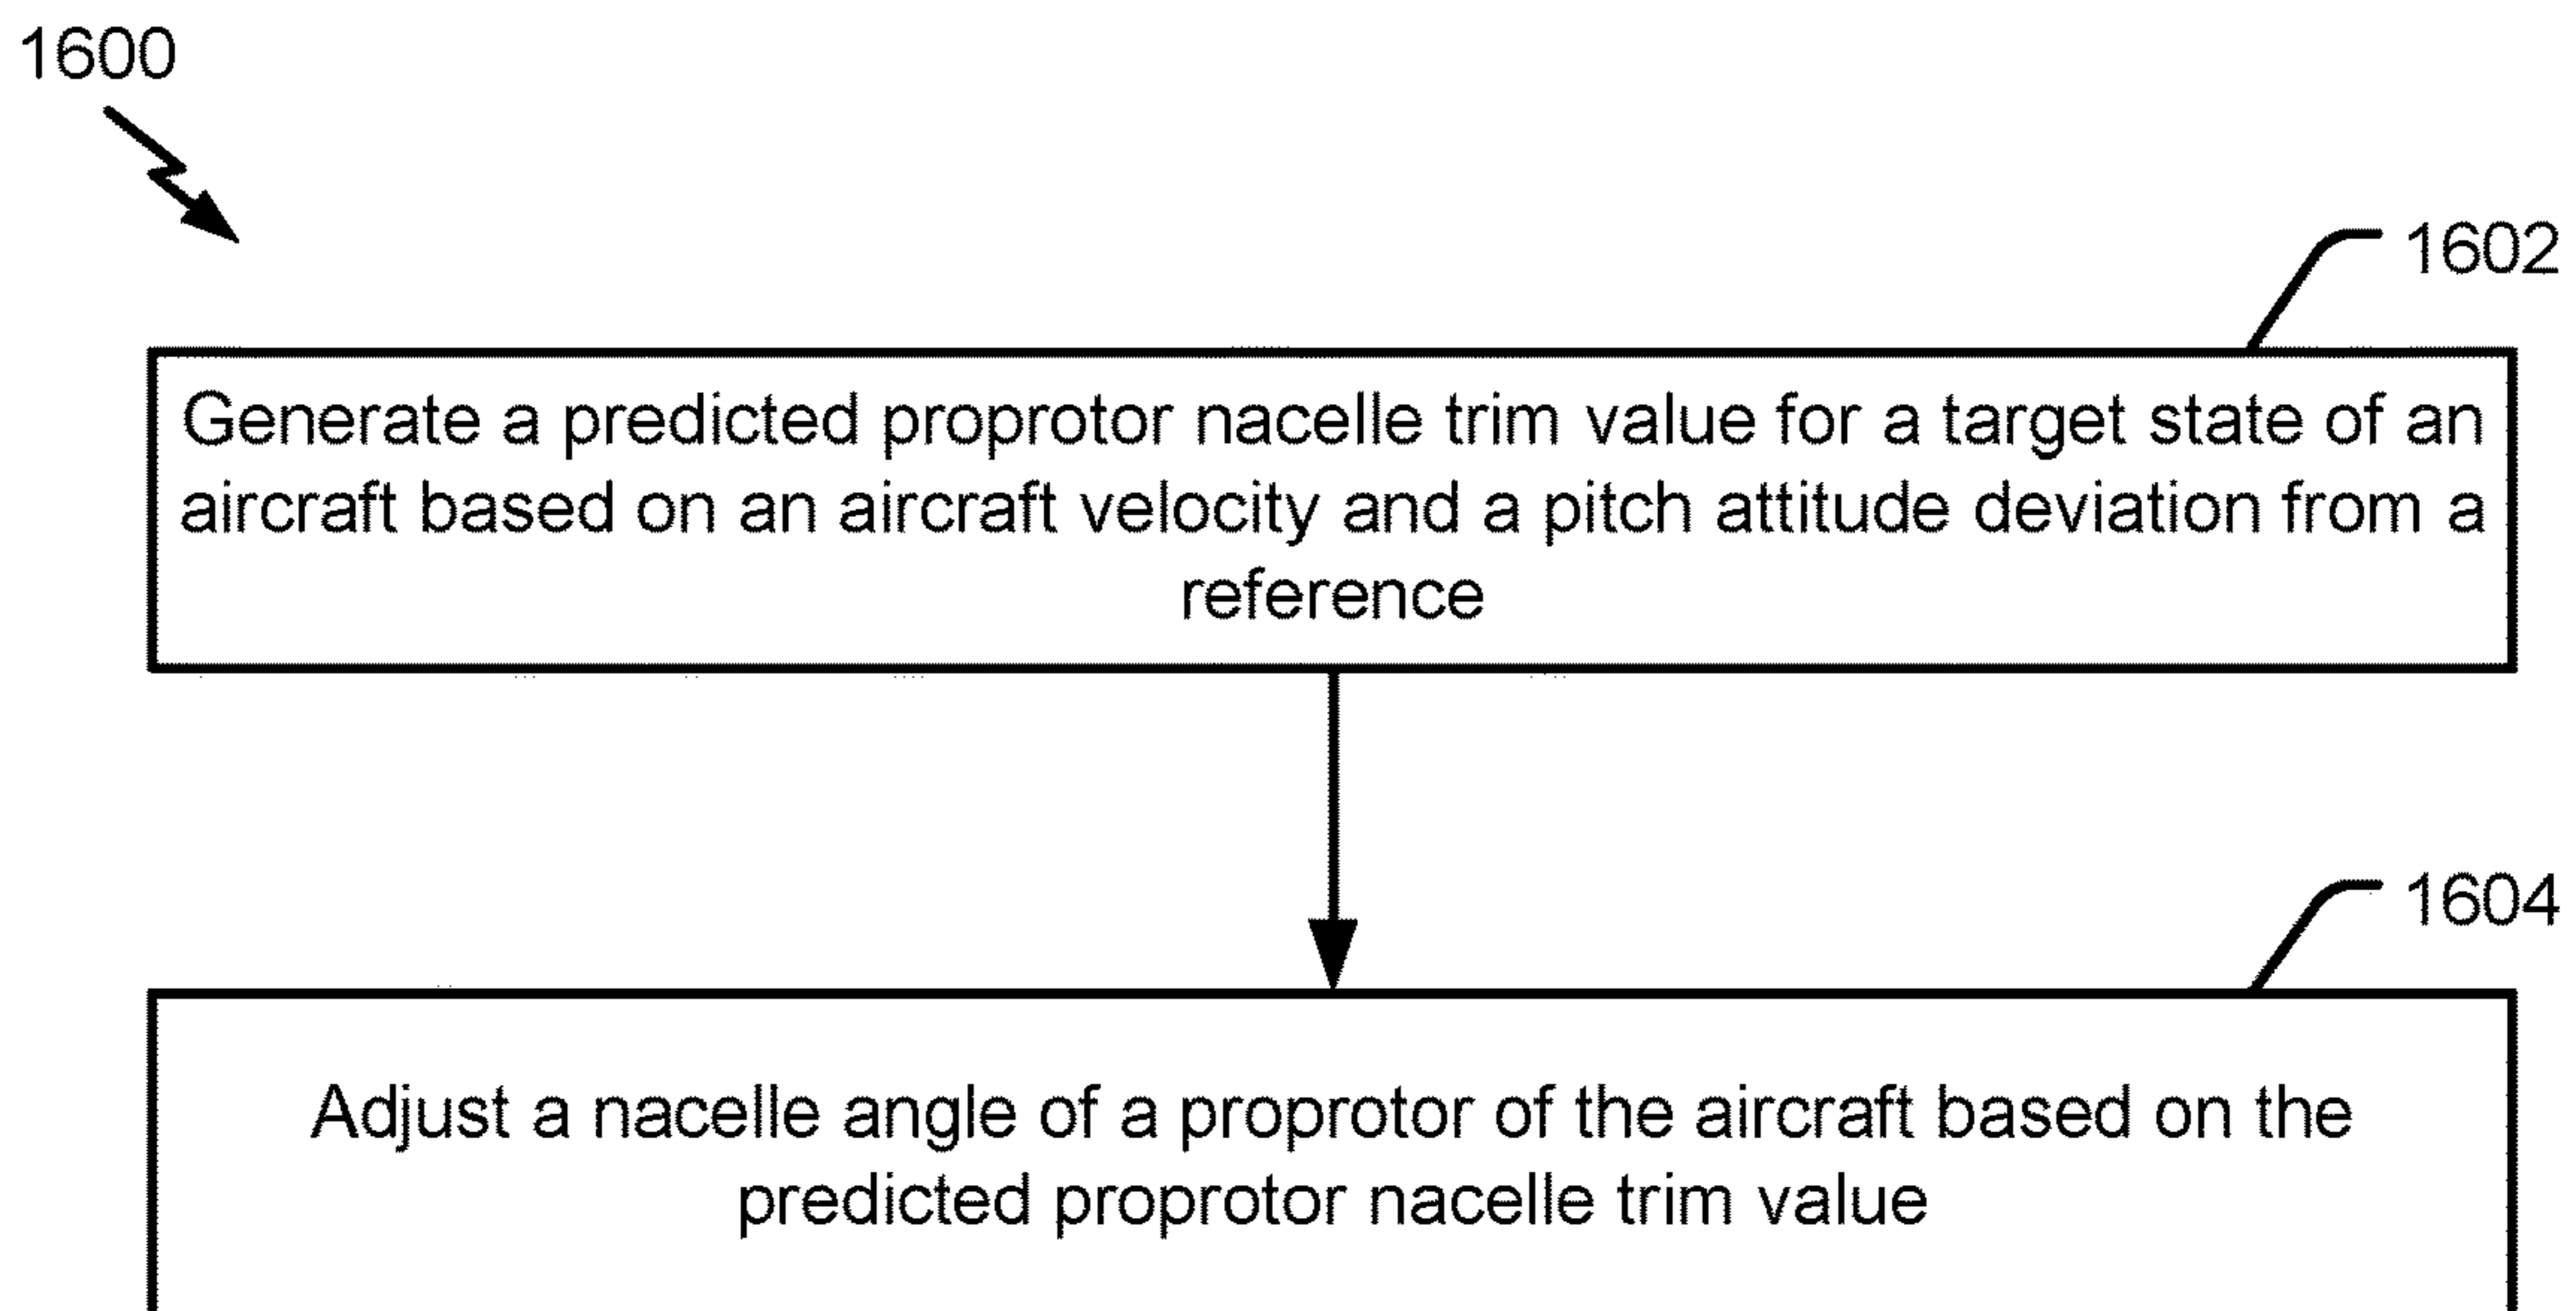 1600
1602
Generate a predicted proprotor nacelle trim value for a target state of an
aircraft based on an aircraft velocity and a pitch attitude deviation from a
reference
1604
Adjust a nacelle angle of a proprotor of the aircraft based on the
predicted proprotor nacelle trim value